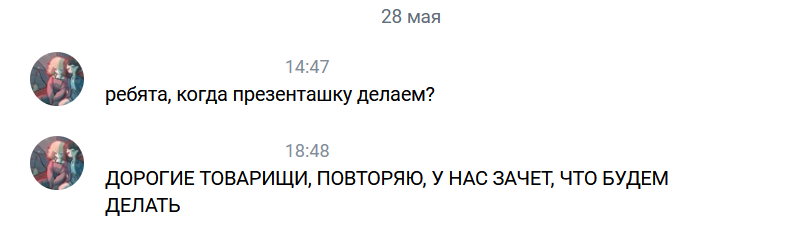 28 мая
14:47
ребята, когда презенташку делаем?
18:48
ДОРОГИЕ ТОВАРИЩИ, ПОВТОРЯЮ, У НАС ЗАЧЕТ, ЧТО БУДЕМ
ДЕЛАТЬ